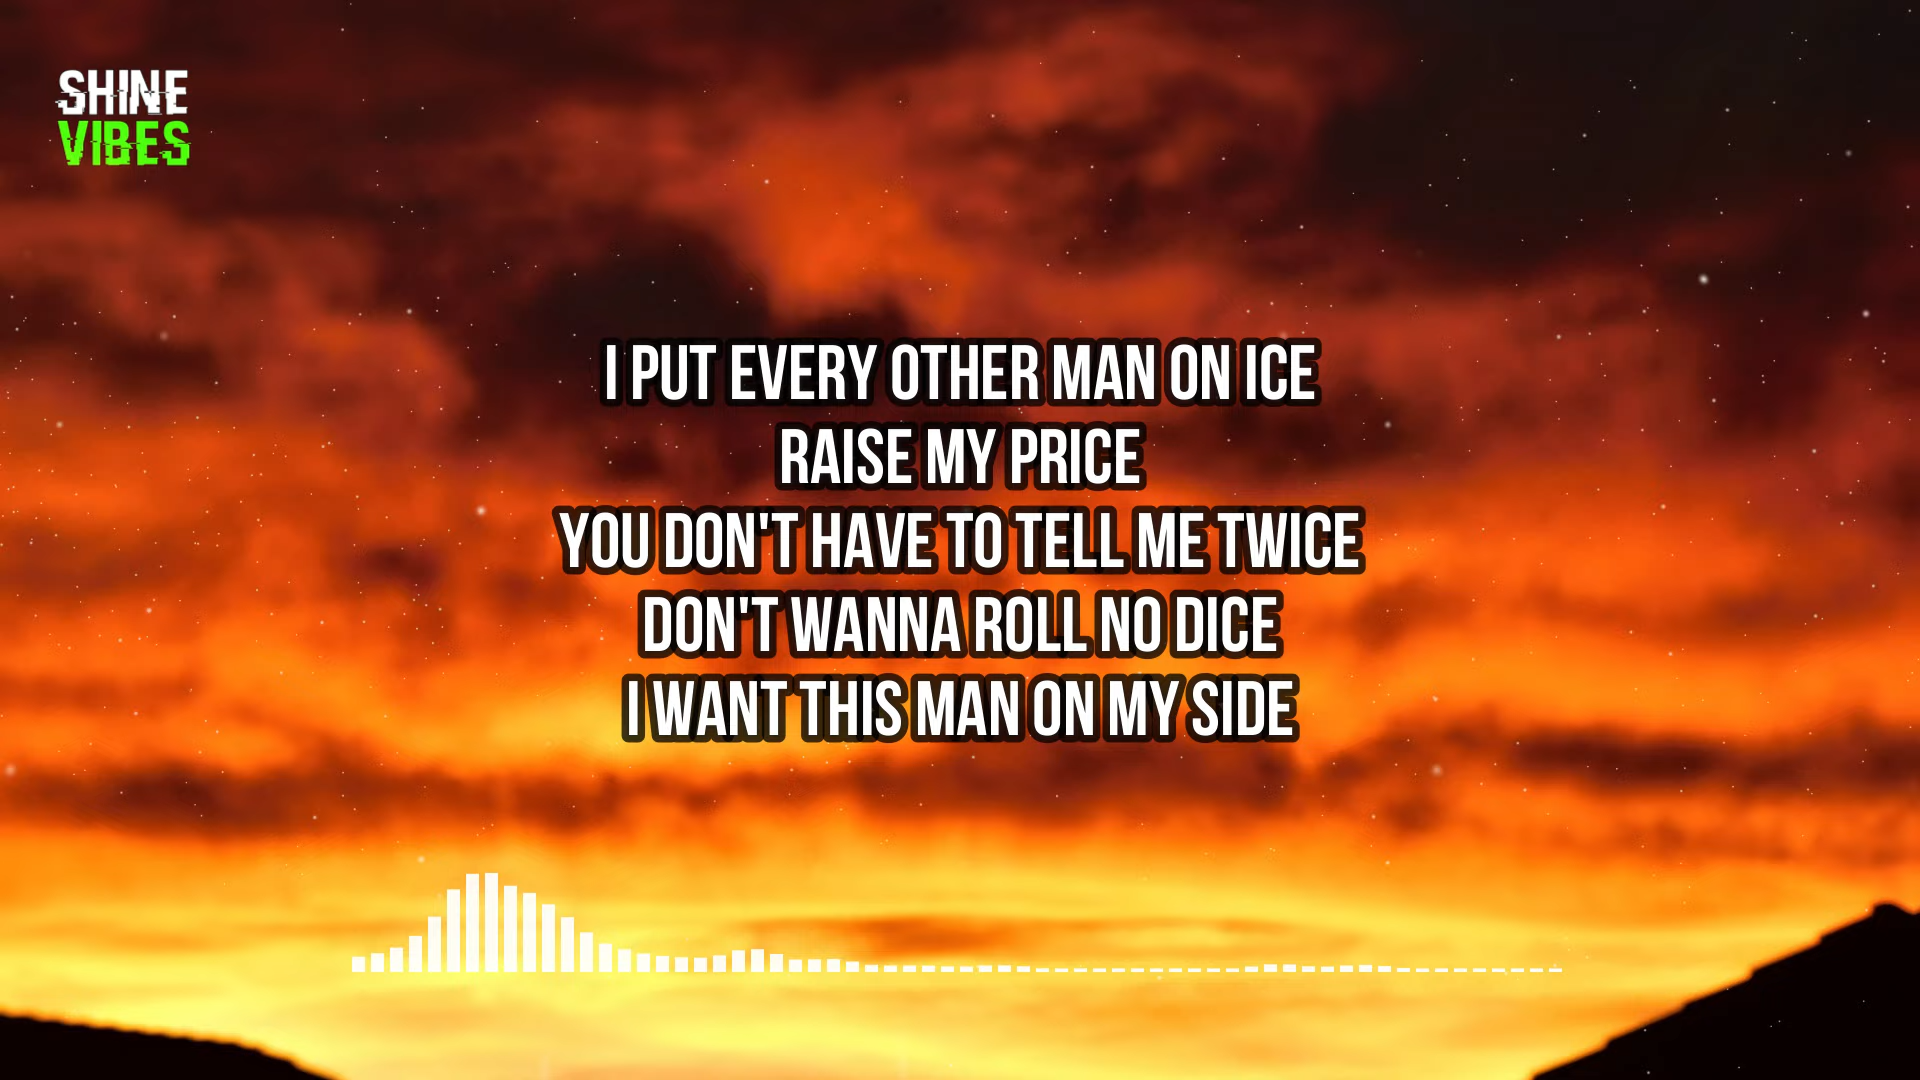 SHINE
VIBES
I PUT EVERY OTHER MAN ON ICE
RAISE MY PRICE
YOU DON'T HAVE TO TELL ME TWICE
DON'T WANNA ROLL NO DICE
I WANT THIS MAN ON MY SIDE